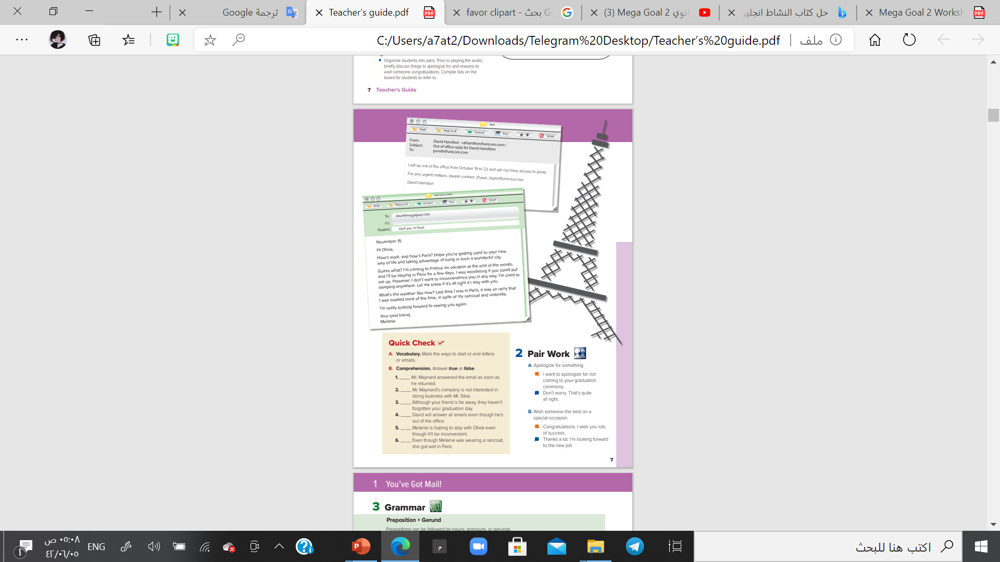 ترجمة Google
Teacher's guide.pdf
favor clipart - بحث G
(3) Mega Goal 2 نوي
حل كتاب النشاط انجليز
Mega Goal 2 Worksh
C:/Users/a7at2/Downloads/Telegram%20Desktop/Teacher's%20guide.pdf
ملف
• Organize students into pairs. Prior to playing the audio,
briefly discuss things to apologize for and reasons to
wish someone congratulations. Compile lists on the
board for students to refer to.
7 Teacher's Guide
Mail
Reply Reply to all Forward Print Delete
From: David Hamilton <dhamilton@unicore.com>
Subject: Out of office reply for David Hamiliton
To: psmith@unicore.com
I will be out of the office from October 19 to 22 and will not have access to email.
For any urgent matters, please contact: shawn_taylor@unicore.com.
David Hamilton
Visit you in Paris
Reply Reply to all Forward Print Delete
To: olivia@megagoal.com
Cc:
Subject: Visit you in Paris
November 15
Hi Olivia,
How's work, and how's Paris? Hope you're getting used to your new
way of life and taking advantage of living in such a wonderful city.
Guess what? I'm coming to France on vacation at the end of the month,
and I'll be staying in Paris for a few days. I was wondering if you could put
me up. However, I don't want to inconvenience you in any way. I'm used to
sleeping anywhere. Let me know if it's all right if I stay with you.
What's the weather like now? Last time I was in Paris, it was so rainy that
I was soaked most of the time, in spite of my raincoat and umbrella.
I'm really looking forward to seeing you again.
Your best friend,
Melanie
Quick Check
A. Vocabulary. Mark the ways to start or end letters
or emails.
B. Comprehension. Answer true or false.
1. ____ Mr. Maynard answered the email as soon as
he returned.
2. ____ Mr. Maynard's company is not interested in
doing business with Mr. Silva.
3. ____ Although your friend is far away, they haven't
forgotten your graduation day.
4. ____ David will answer all emails even though he's
out of the office.
5. ____ Melanie is hoping to stay with Olivia even
though it'll be inconvenient.
6. ____ Even though Melanie was wearing a raincoat,
she got wet in Paris.
2 Pair Work
A. Apologize for something.
I want to apologize for not
coming to your graduation
ceremony.
Don't worry. That's quite
all right.
B. Wish someone the best on a
special occasion.
Congratulations. I wish you lots
of success.
Thanks a lot. I'm looking forward
to the new job.
7
1 You've Got Mail!
3 Grammar
Preposition + Gerund
Prepositions can be followed by nouns, pronouns, or gerunds.
٠٥:٠٨ ص
٤٢/٠٦/٠٥
ENG
اكتب هنا للبحث